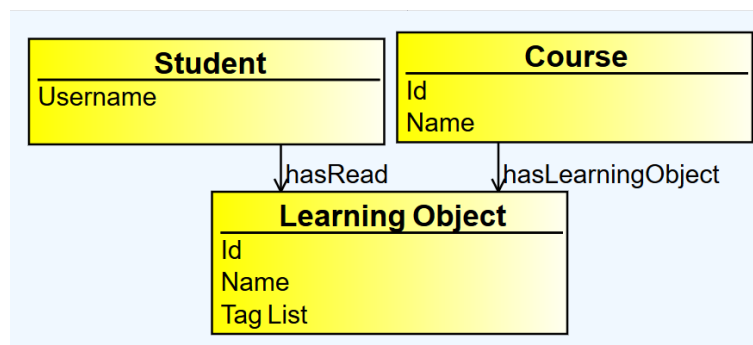 Student
Username
Course
Id
Name
hasRead
hasLearningObject
Learning Object
Id
Name
Tag List